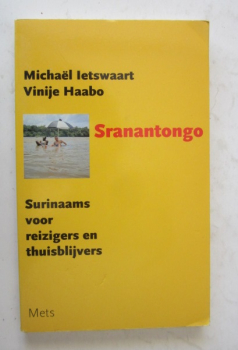 Michaël Ietswaart
Vinije Haabo
Sranantongo
Surinaams
voor
reizigers en
thuisblijvers
Mets